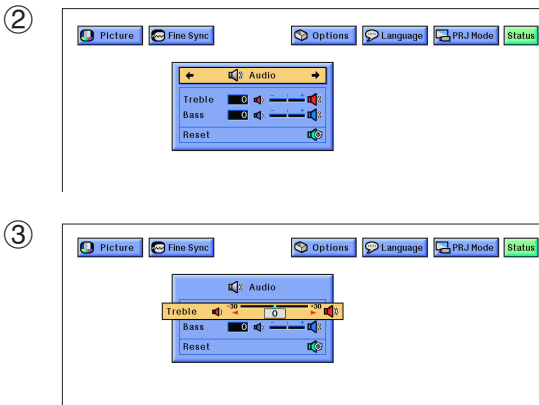 ②
Picture Fine Sync Options Language PRJ Mode Status
Audio
Treble 0 - +
Bass 0 - +
Reset
③
Picture Fine Sync Options Language PRJ Mode Status
Audio
Treble -30 0 +30
Bass 0 - +
Reset